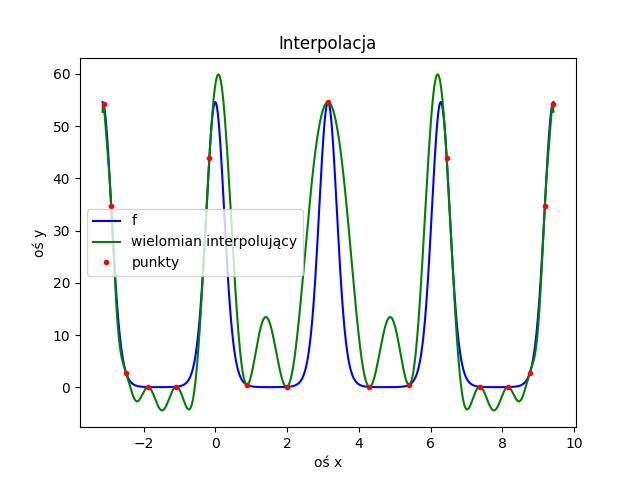 Interpolacja
60
50
40
30
20
10
0
oś y
f
wielomian interpolujący
punkty
−2
0
2
4
6
8
10
oś x